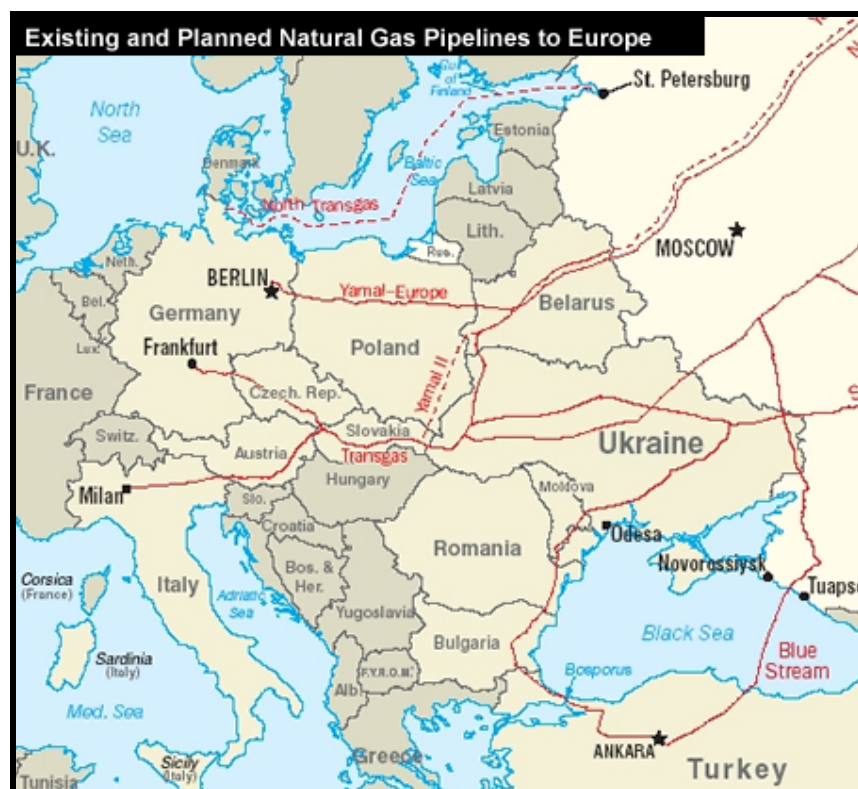 Existing and Planned Natural Gas Pipelines to Europe
North
Sea
Gulf
of
Finland
St. Petersburg
U.K.
Denmark
Estonia
Baltic
Sea
Latvia
North Transgas
Lith.
Rus.
MOSCOW
Neth.
BERLIN
Yamal-Europe
Belarus
Bel.
Germany
Poland
Lux.
Frankfurt
Yamal II
France
Czech. Rep.
Switz.
Slovakia
Ukraine
Austria
Transgas
Hungary
Milan
Slo.
Moldova
Croatia
Odesa
Romania
Bos. &
Her.
Novorossiysk
Corsica
(France)
Italy
Adriatic
Sea
Yugoslavia
Tuaps
Black Sea
Bulgaria
Blue
Stream
Sardinia
(Italy)
F.Y.R.O.M.
Bosporus
Alb.
Med. Sea
Greece
ANKARA
Sicily
(Italy)
Turkey
Tunisia